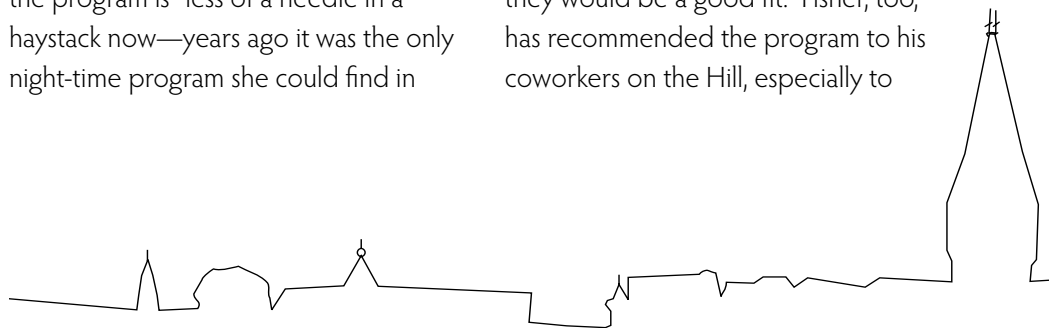 the program is “less of a needle in a
haystack now—years ago it was the only
night-time program she could find in
they would be a good fit.” Fisher, too,
has recommended the program to his
coworkers on the Hill, especially to